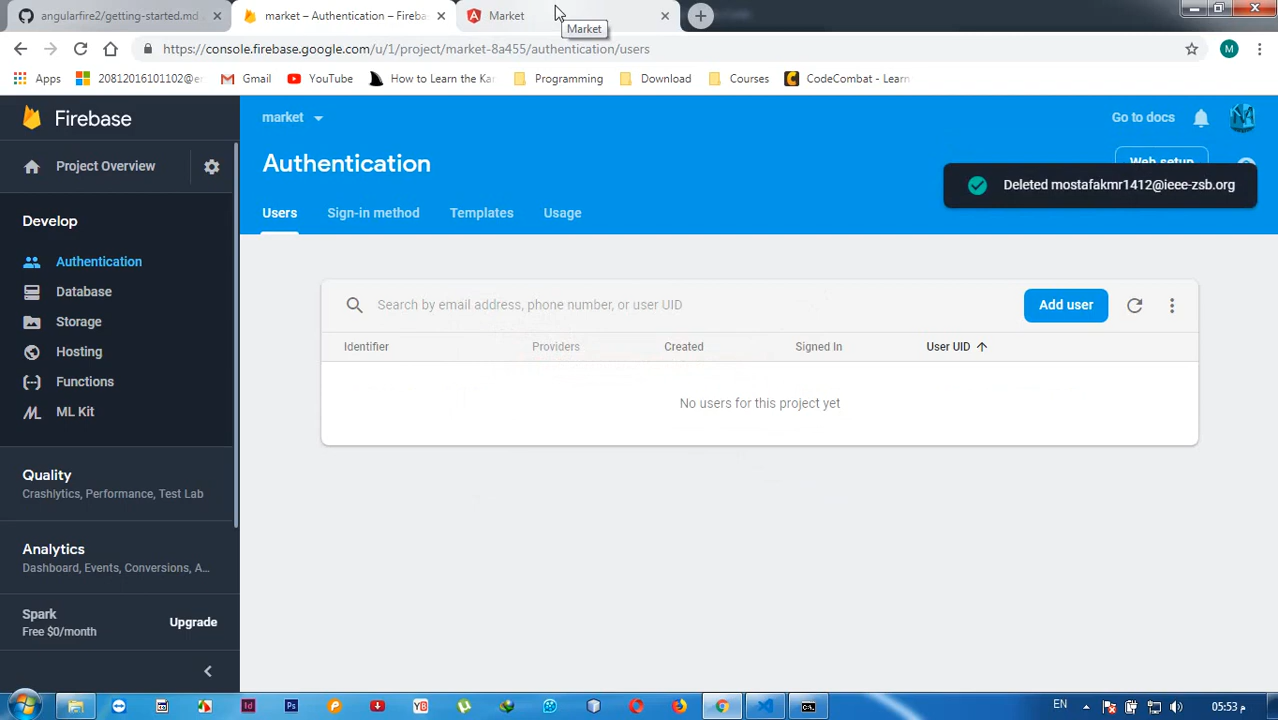 angularfire2/getting-started.md
market – Authentication – Fireba
Market
Market
https://console.firebase.google.com/u/1/project/market-8a455/authentication/users
M
Apps
20812016101102@e
Gmail
YouTube
How to Learn the Kar
Programming
Download
Courses
CodeCombat - Learn
Firebase
market
Go to docs
Project Overview
Authentication
Web setup
Deleted mostafakmr1412@ieee-zsb.org
Develop
Users
Sign-in method
Templates
Usage
Authentication
Database
Storage
Hosting
Functions
ML Kit
Search by email address, phone number, or user UID
Add user
Identifier
Providers
Created
Signed In
User UID
No users for this project yet
Quality
Crashlytics, Performance, Test Lab
Analytics
Dashboard, Events, Conversions, A...
Spark
Free $0/month
Upgrade
EN
05:53 م